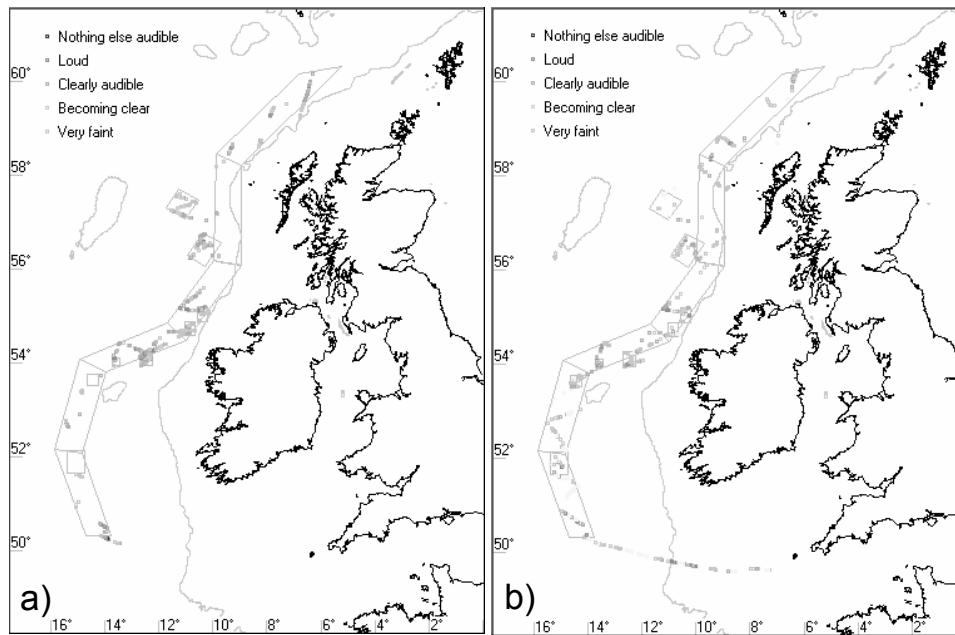 Nothing else audible
Loud
Clearly audible
Becoming clear
Very faint
60°
58°
56°
54°
52°
50°
a)
16° 14° 12° 10° 8° 6° 4° 2° 0
Nothing else audible
Loud
Clearly audible
Becoming clear
Very faint
60°
58°
56°
54°
52°
50°
b)
16° 14° 12° 10° 8° 6° 4° 2°